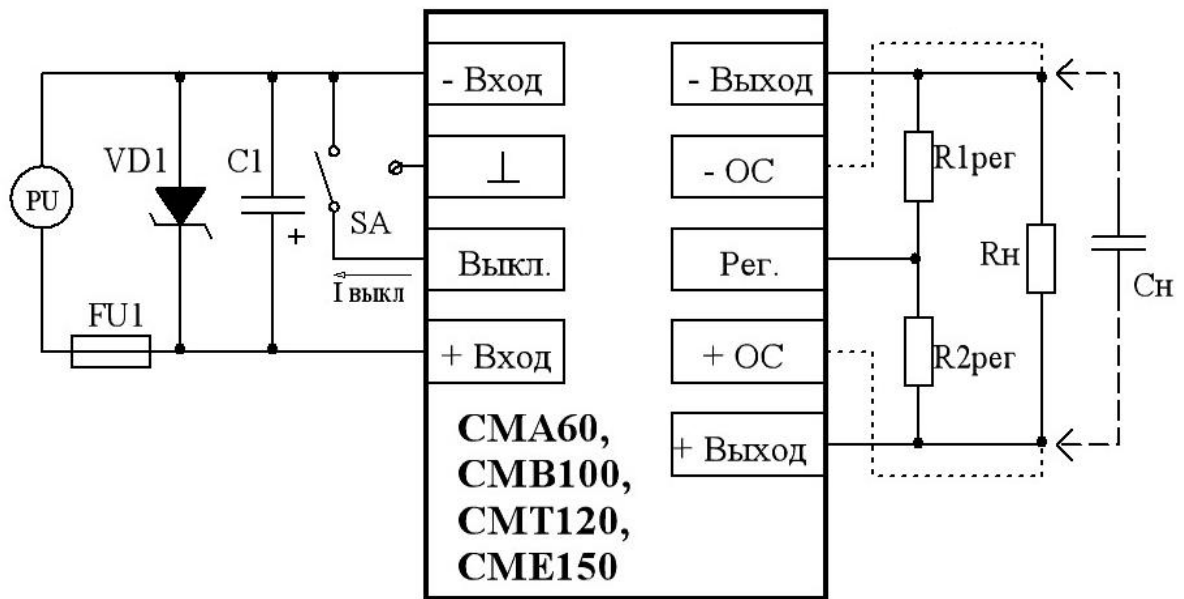 - Вход
- Выход
VD1
C1
⊥
- ОС
R1рег
PU
SA
+
Выкл.
Рег.
Rн
Сн
I выкл
FU1
+ Вход
+ ОС
R2рег
+ Выход
СМА60,
СМВ100,
СМТ120,
СМЕ150